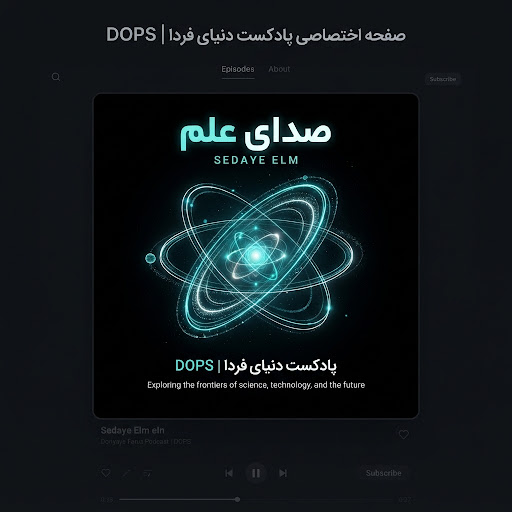 صفحه اختصاصی پادکست دنیای فردا | DOPS
Episodes About
Subscribe
صدای علم
SEDAYE ELM
پادکست دنیای فردا | DOPS
Exploring the frontiers of science, technology, and the future
Sedaye Elm eln
Subscribe